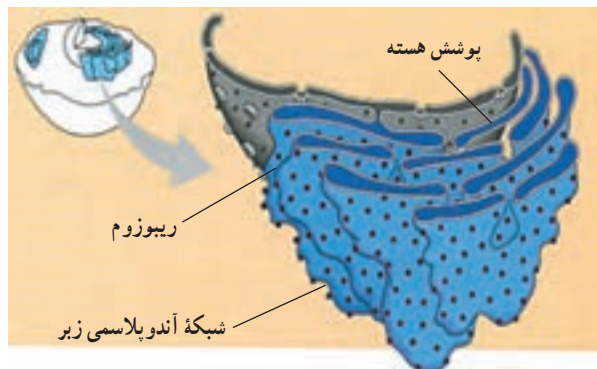 پوشش هسته
ریبوزوم
شبکهٔ آندوپلاسمی زبر